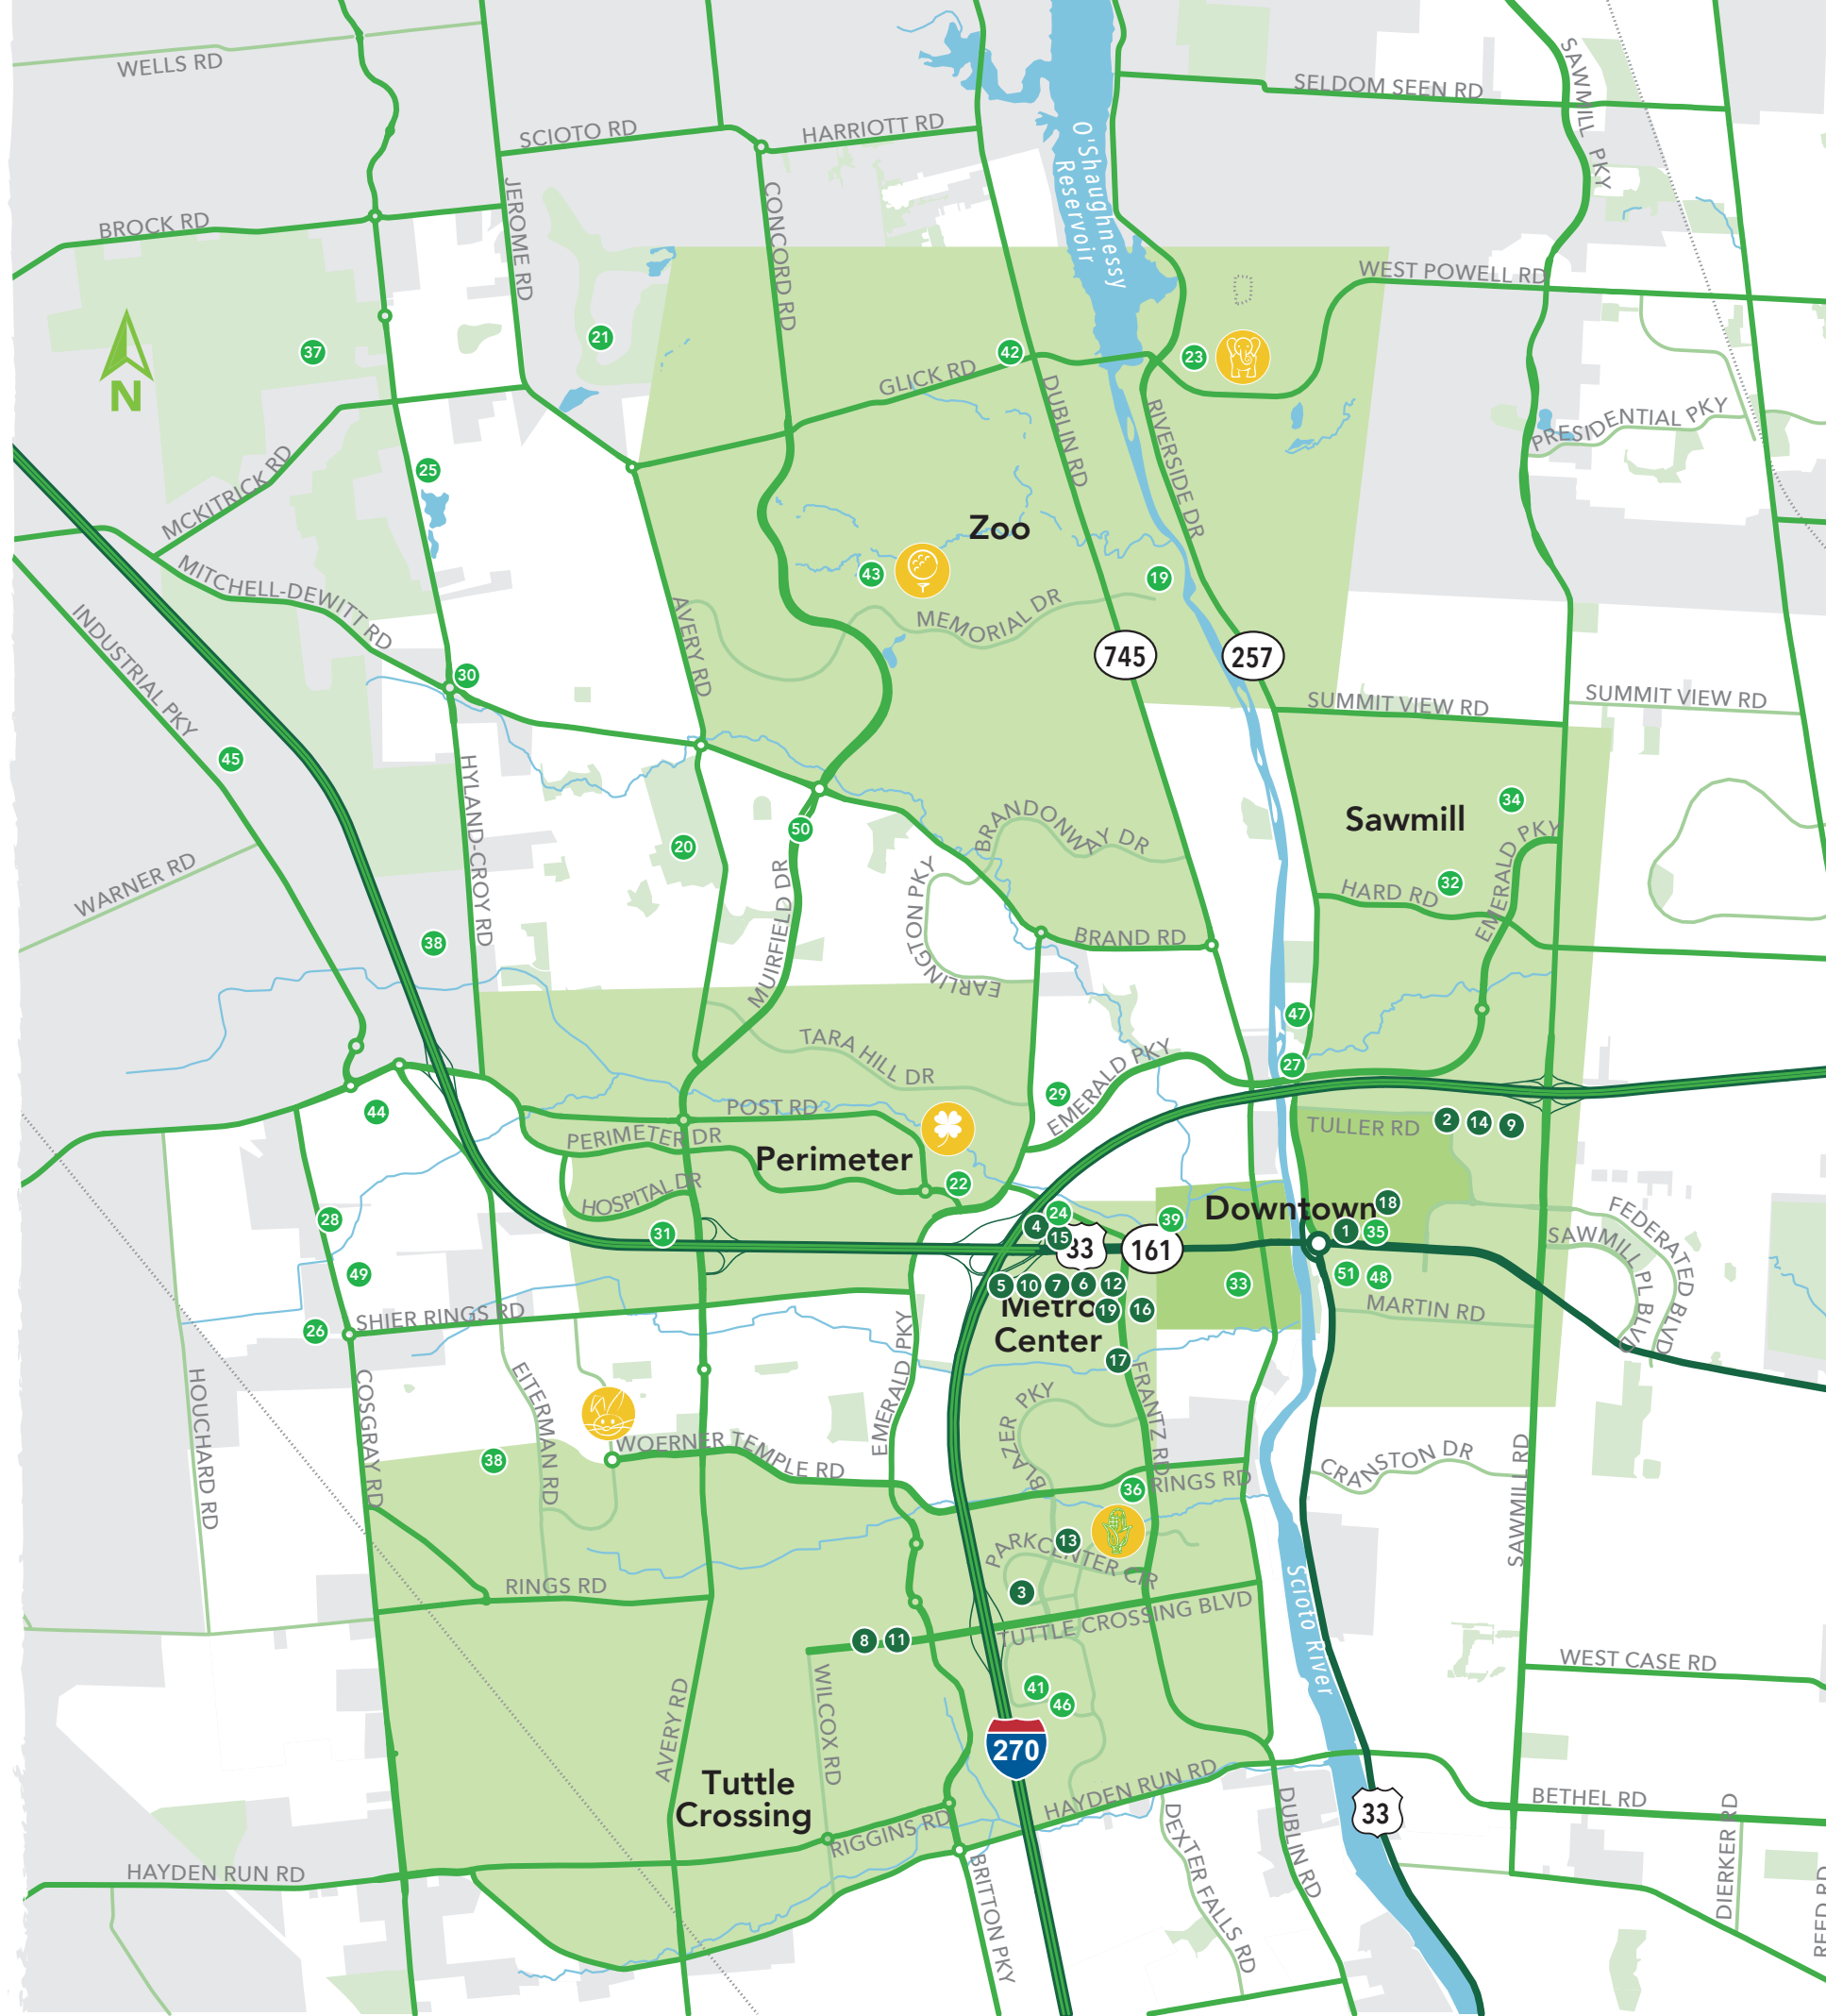 WELLS RD
SAWMILL PKY
SELDOM SEEN RD
SCIOTO RD
HARRIOTT RD
O'Shaughnessy
Reservoir
BROCK RD
JEROME RD
CONCORD RD
WEST POWELL RD
N
37
21
42
23
GLICK RD
DUBLIN RD
RIVERSIDE DR
PRESIDENTIAL PKY
MCKITRICK RD
25
Zoo
43
19
MITCHELL-DEWITT RD
MEMORIAL DR
INDUSTRIAL PKY
AVERY RD
745
257
30
SUMMIT VIEW RD
SUMMIT VIEW RD
45
HYLAND-CROY RD
34
Sawmill
50
20
BRANDONWAY DR
EMERALD PKY
WARNER RD
MUIRFIELD DR
EARLINGTON PKY
HARD RD
32
38
BRAND RD
47
TARA HILL DR
EMERALD PKY
27
29
44
POST RD
TULLER RD
2
14
9
PERIMETER DR
Perimeter
22
HOSPITAL DR
28
31
24
4
15
33
161
39
Downtown
18
1
35
SAWMILL PL BLVD
FEDERATED BLVD
49
5
10
7
6
12
33
51
48
Metro
Center
19
16
MARTIN RD
26
SHIER RINGS RD
17
HOUCHARD RD
COSGRAY RD
EITERMAN RD
EMERALD PKY
BLAZER PKY
FRANTZ RD
38
WOERNER TEMPLE RD
CRANSTON DR
SAWMILL RD
36
RINGS RD
13
PARKCENTER CIR
RINGS RD
3
Scioto River
TUTTLE CROSSING BLVD
8
11
WEST CASE RD
WILCOX RD
41
46
AVERY RD
270
Tuttle
Crossing
HAYDEN RUN RD
33
BETHEL RD
RIGGINS RD
DEXTER FALLS RD
DUBLIN RD
DIERKER RD
HAYDEN RUN RD
BRITTON PKY
REED RD